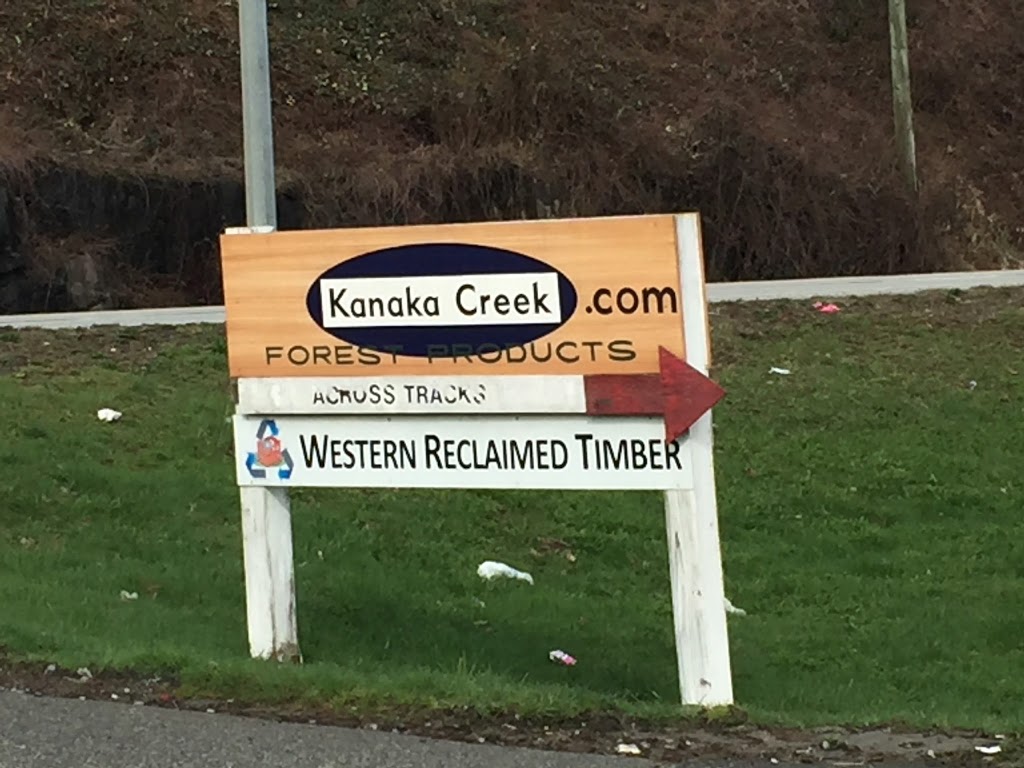 Kanaka Creek .com
FOREST PRODUCTS
ACROSS TRACKS
WESTERN RECLAIMED TIMBER